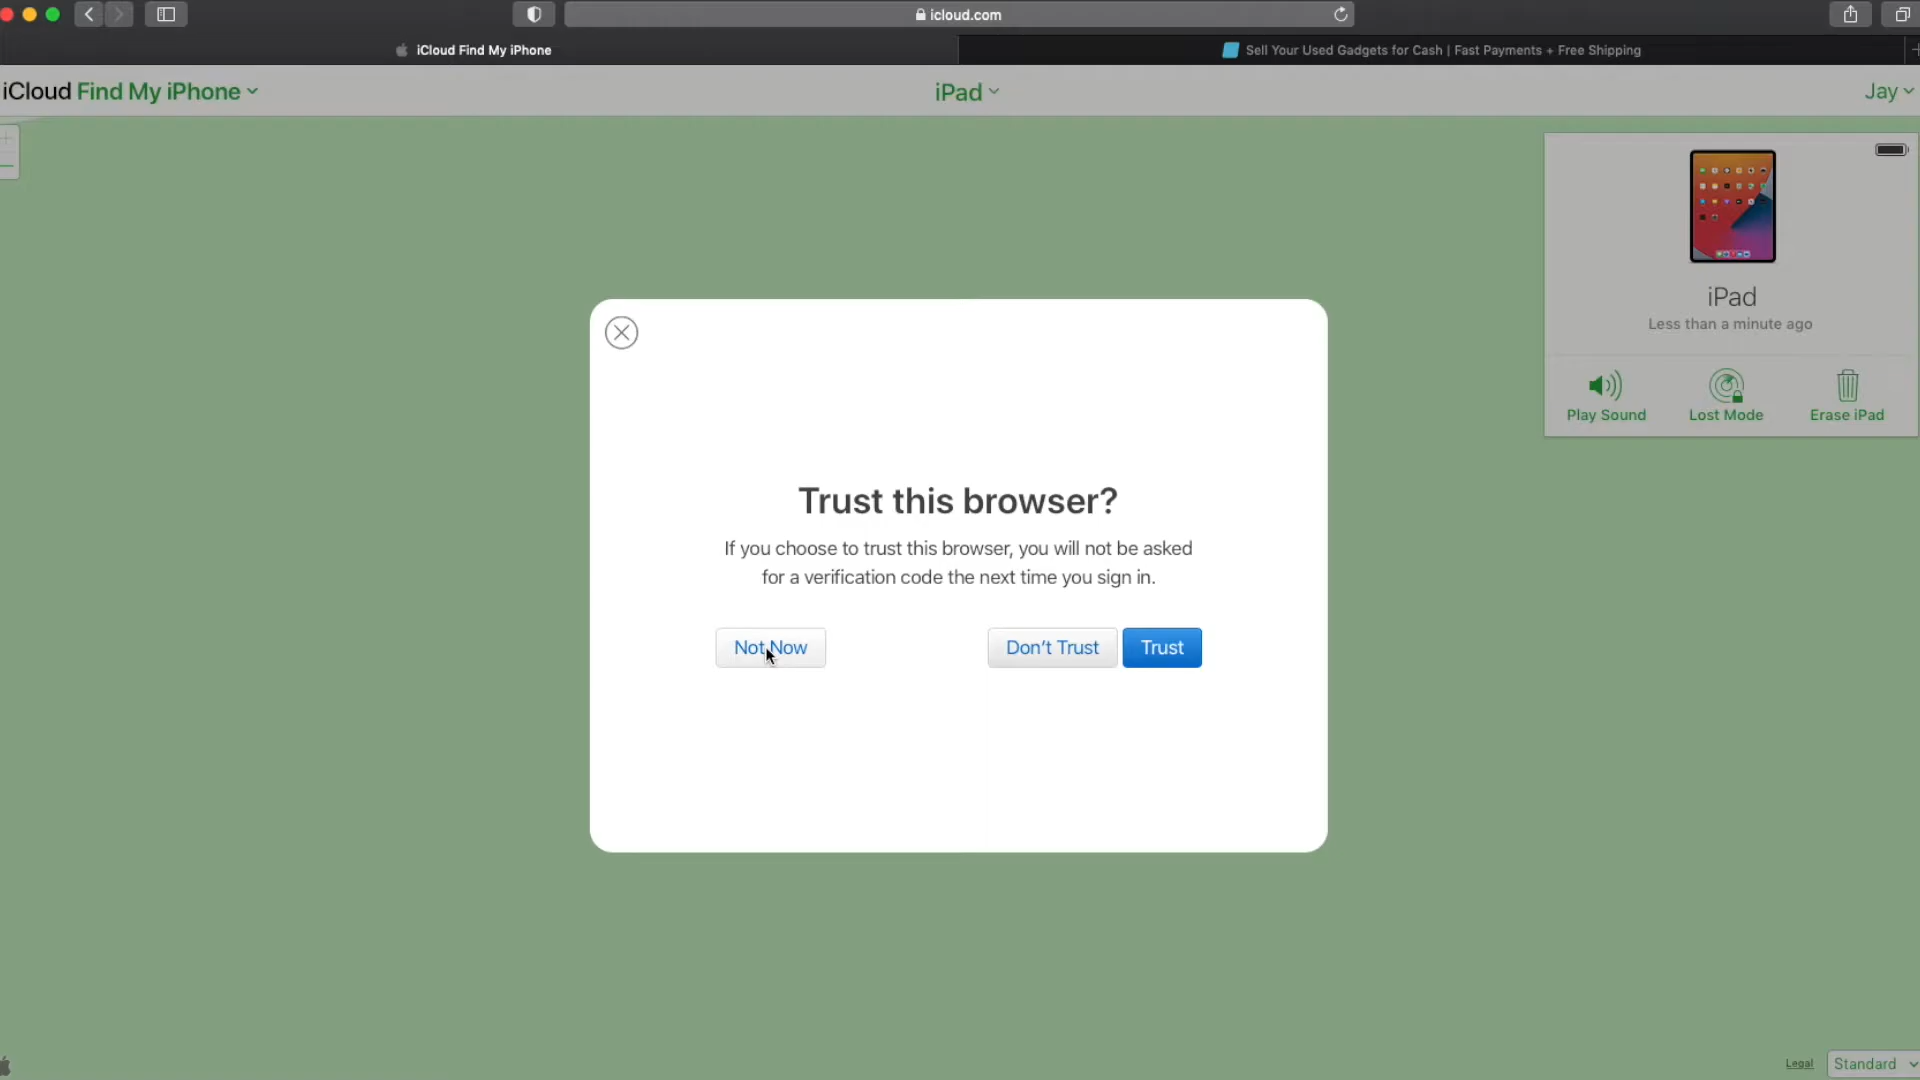 icloud.com
iCloud Find My iPhone
Sell Your Used Gadgets for Cash | Fast Payments + Free Shipping
iCloud Find My iPhone
iPad
Jay
iPad
Less than a minute ago
Play Sound
Lost Mode
Erase iPad
Trust this browser?
If you choose to trust this browser, you will not be asked
for a verification code the next time you sign in.
Not Now
Don't Trust
Trust
Legal
Standard